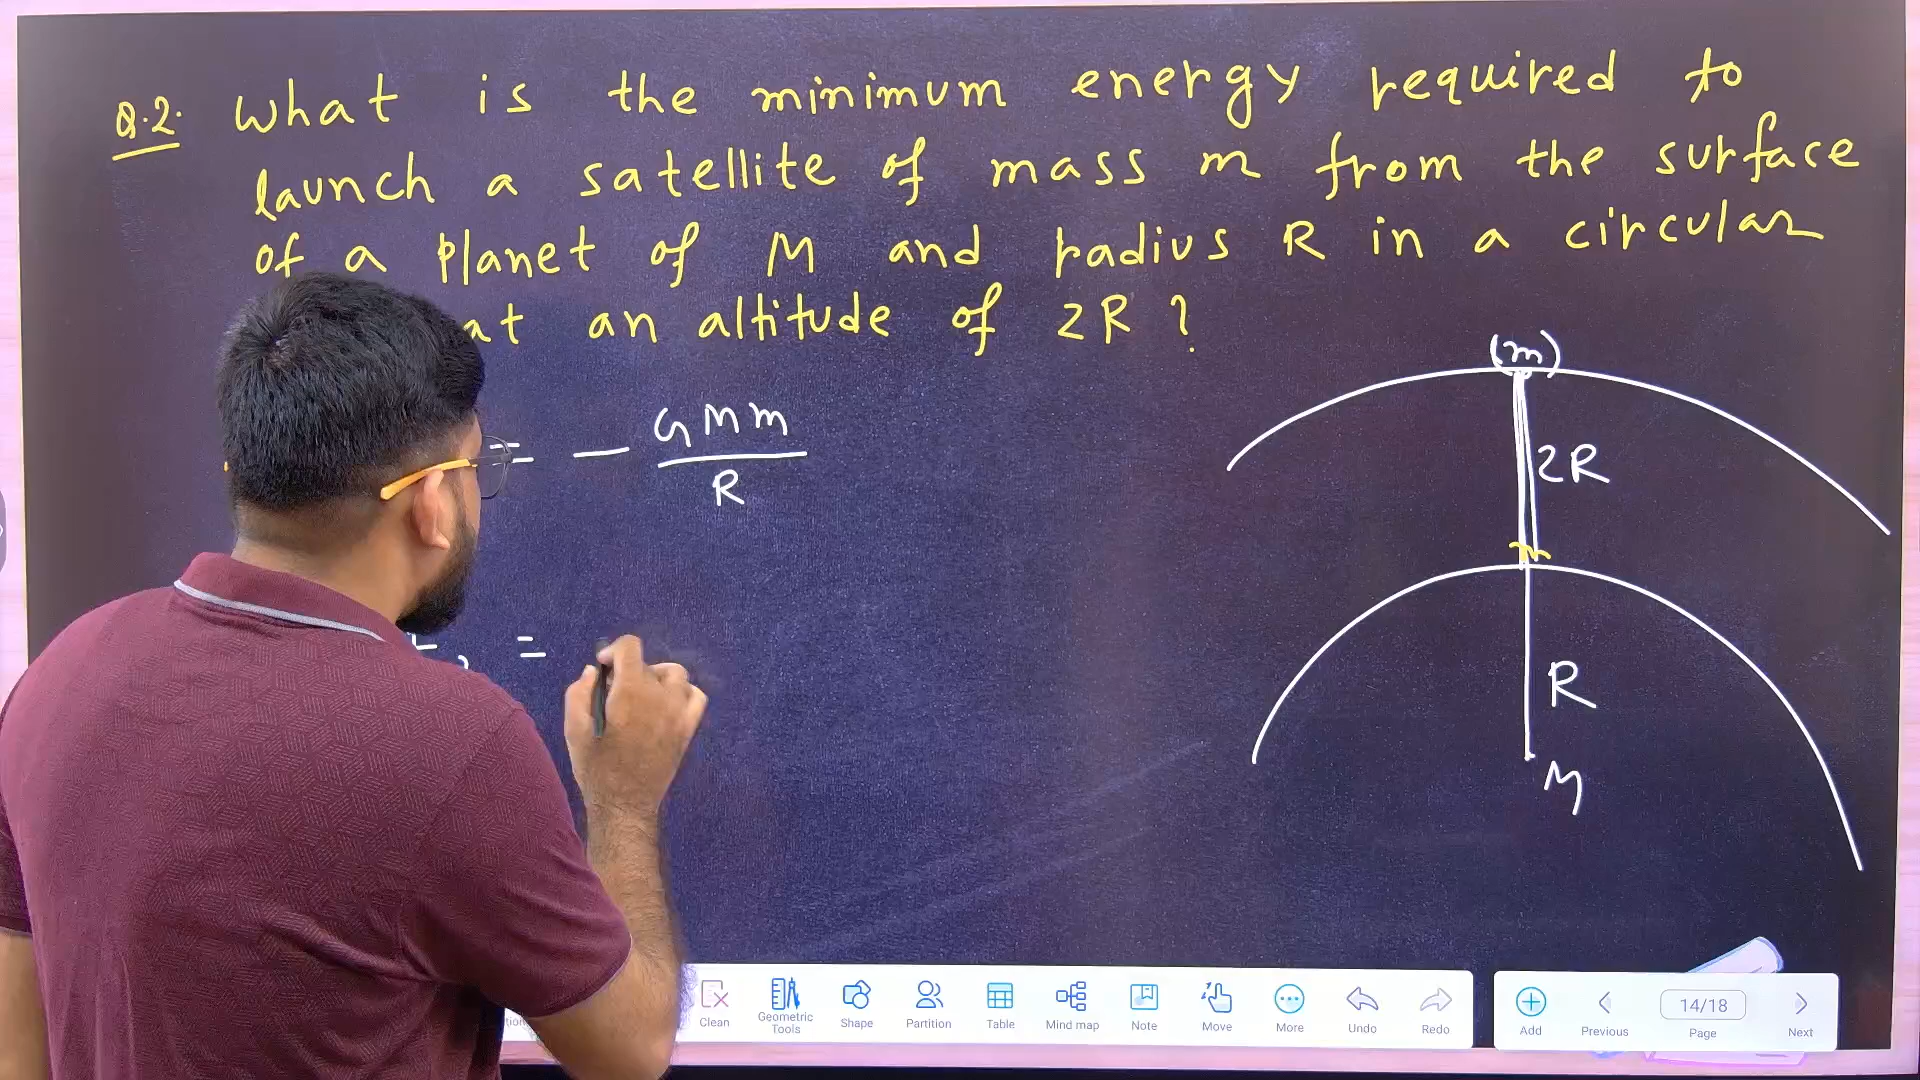 Q.2. What is the minimum energy required to
launch a satellite of mass m from the surface
of a planet of M and radius R in a circular
at an altitude of 2R ?
(m)
= - GMm
R
2R
m
=
R
M
Clean
Geometric Tools
Shape
Partition
Table
Mind map
Note
Move
More
Undo
Redo
Add
Previous
14/18
Page
Next